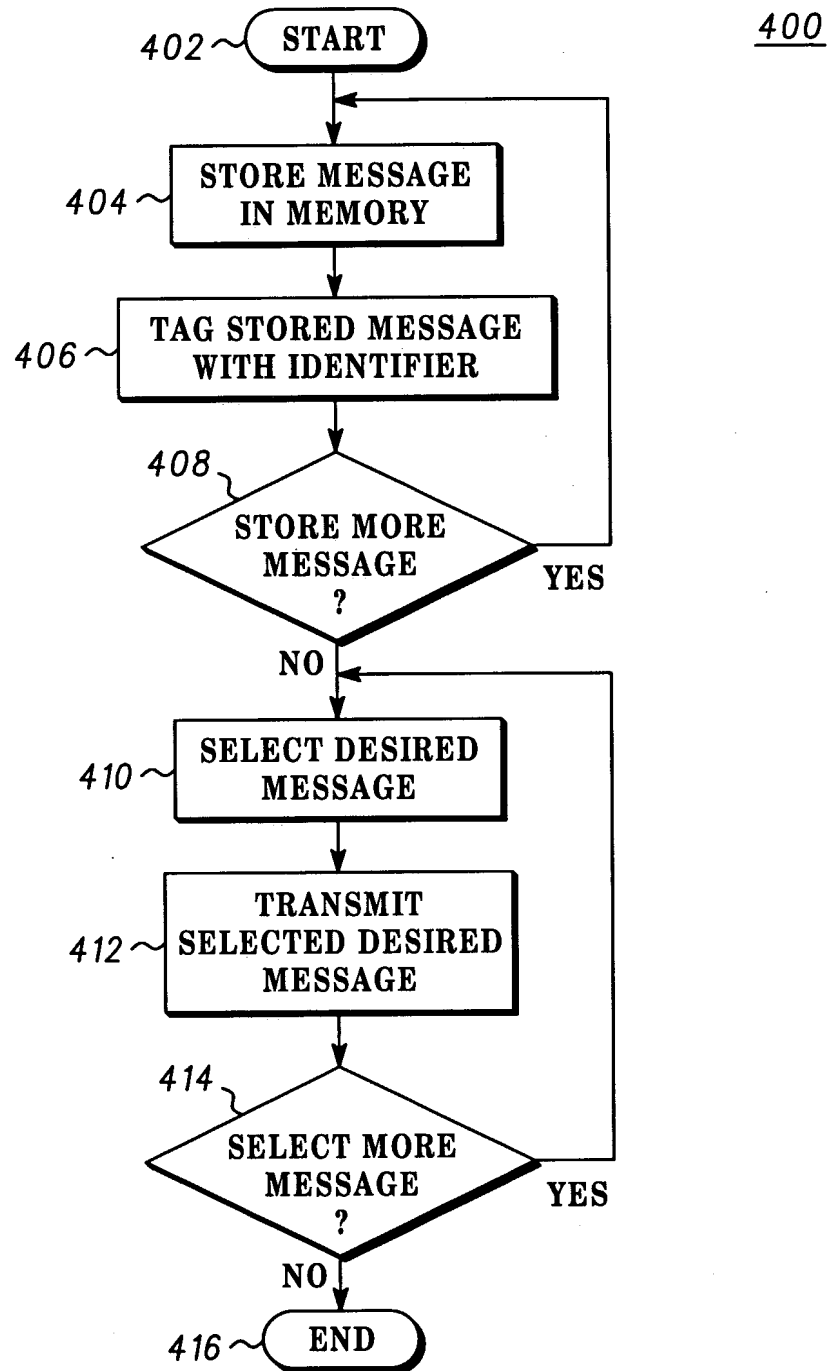 400
402
START
404
STORE MESSAGE
IN MEMORY
406
TAG STORED MESSAGE
WITH IDENTIFIER
408
STORE MORE
MESSAGE
?
YES
NO
410
SELECT DESIRED
MESSAGE
412
TRANSMIT
SELECTED DESIRED
MESSAGE
414
SELECT MORE
MESSAGE
?
YES
NO
416
END